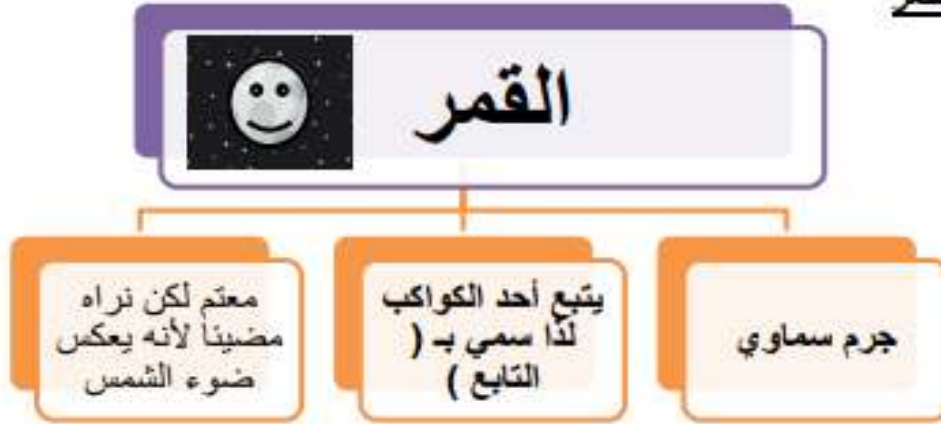 القمر
جرم سماوي
يتبع أحد الكواكب
لذا سمي بـ (
التابع )
معتم لكن نراه
مضيئا لأنه يعكس
ضوء الشمس